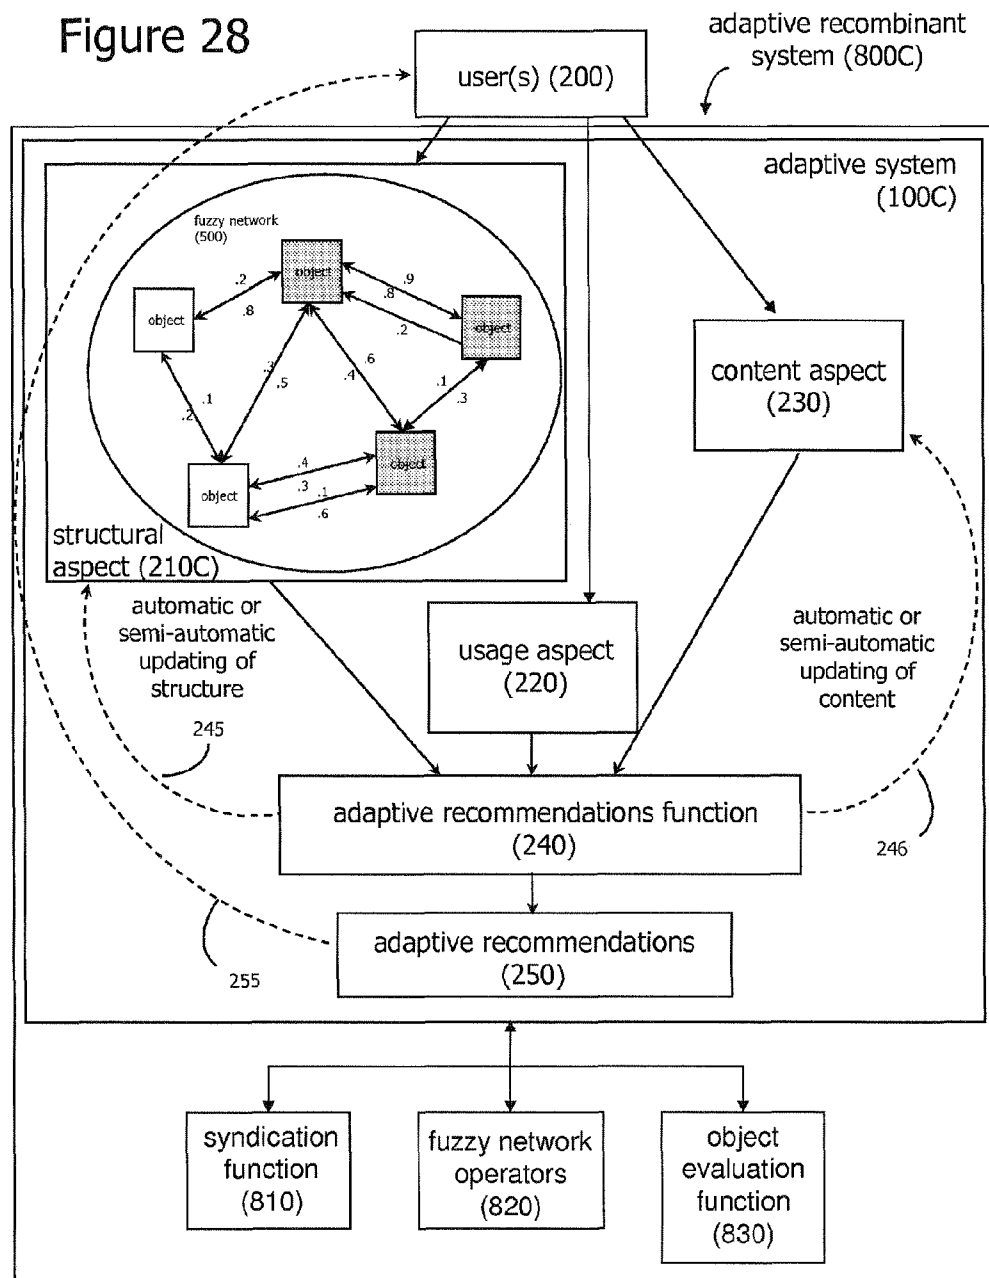 Figure 28
adaptive recombinant
system (800C)
user(s) (200)
adaptive system
(100C)
fuzzy network
(500)
object
object
object
object
object
.2
.8
.9
.8
.2
.3
.5
.6
.4
.1
.3
.1
.2
.4
.3
.1
.6
structural
aspect (210C)
content aspect
(230)
automatic or
semi-automatic
updating of
structure
245
usage aspect
(220)
automatic or
semi-automatic
updating of
content
246
adaptive recommendations function
(240)
adaptive recommendations
(250)
255
syndication
function
(810)
fuzzy network
operators
(820)
object
evaluation
function
(830)